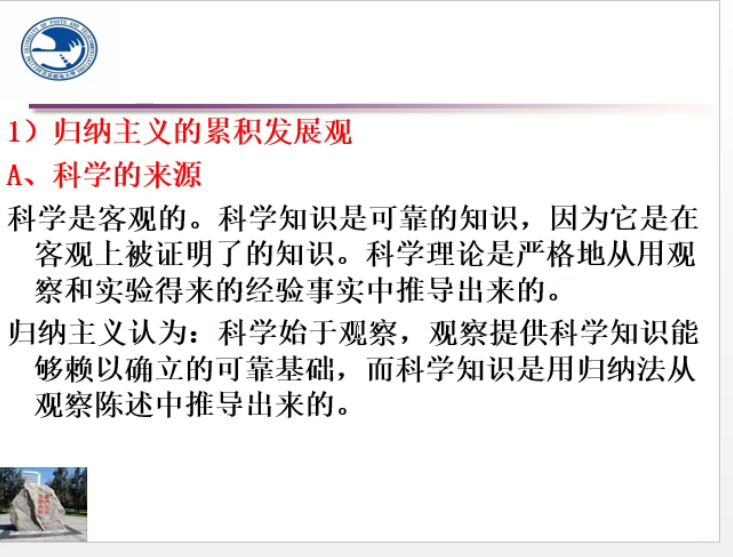 1）归纳主义的累积发展观
A、科学的来源
科学是客观的。科学知识是可靠的知识，因为它是在
客观上被证明了的知识。科学理论是严格地从用观
察和实验得来的经验事实中推导出来的。
归纳主义认为：科学始于观察，观察提供科学知识能
够赖以确立的可靠基础，而科学知识是用归纳法从
观察陈述中推导出来的。